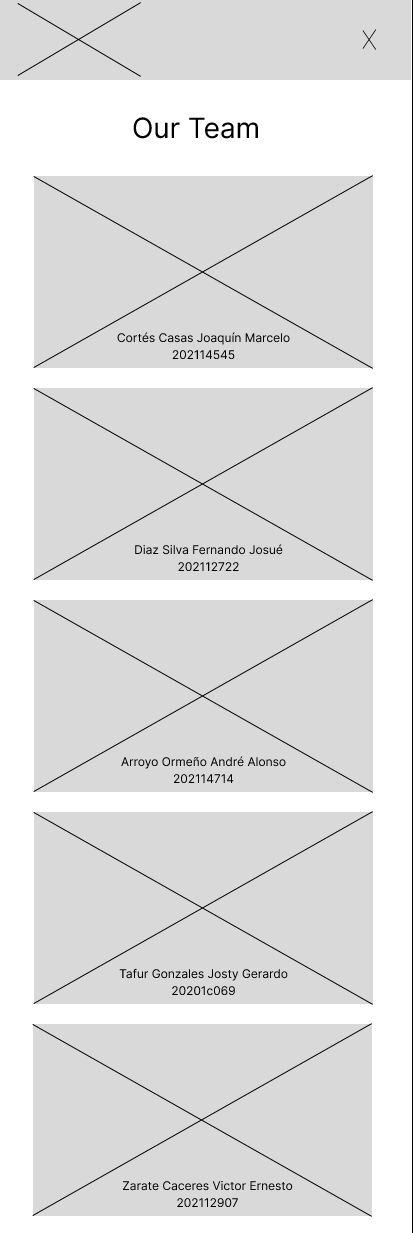 X
Our Team
Cortés Casas Joaquín Marcelo
202114545
Diaz Silva Fernando Josué
202112722
Arroyo Ormeño André Alonso
202114714
Tafur Gonzales Josty Gerardo
20201c069
Zarate Caceres Victor Ernesto
202112907